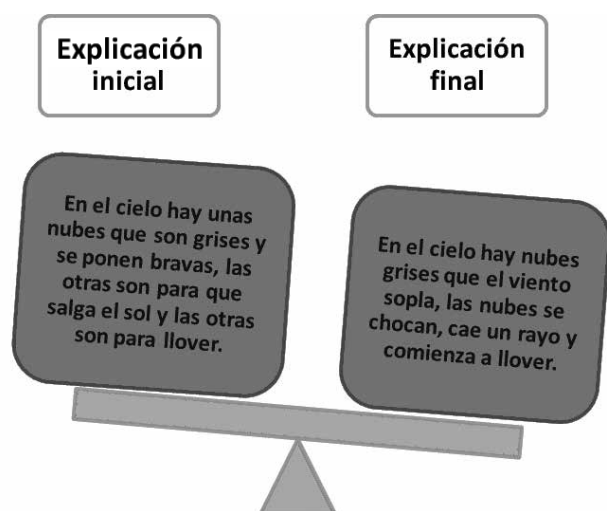 Explicación
inicial
Explicación
final
En el cielo hay unas
nubes que son grises y
se ponen bravas, las
otras son para que
salga el sol y las otras
son para llover.
En el cielo hay nubes
grises que el viento
sopla, las nubes se
chocan, cae un rayo y
comienza a llover.